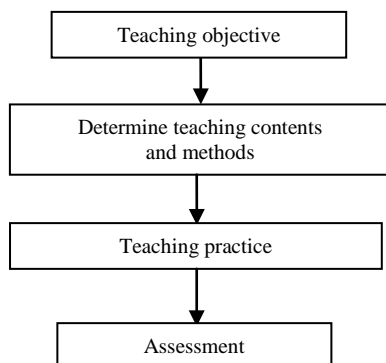 Teaching objective
Determine teaching contents
and methods
Teaching practice
Assessment